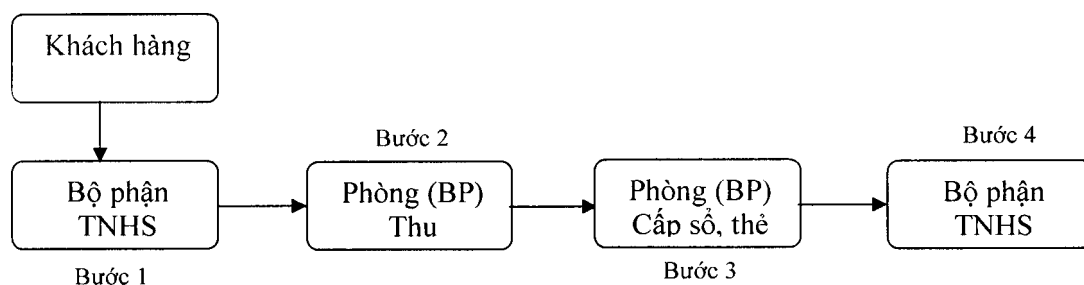 Khách hàng
Bước 2
Bước 4
Bộ phận
TNHS
Phòng (BP)
Thu
Phòng (BP)
Cấp sổ, thẻ
Bộ phận
TNHS
Bước 1
Bước 3